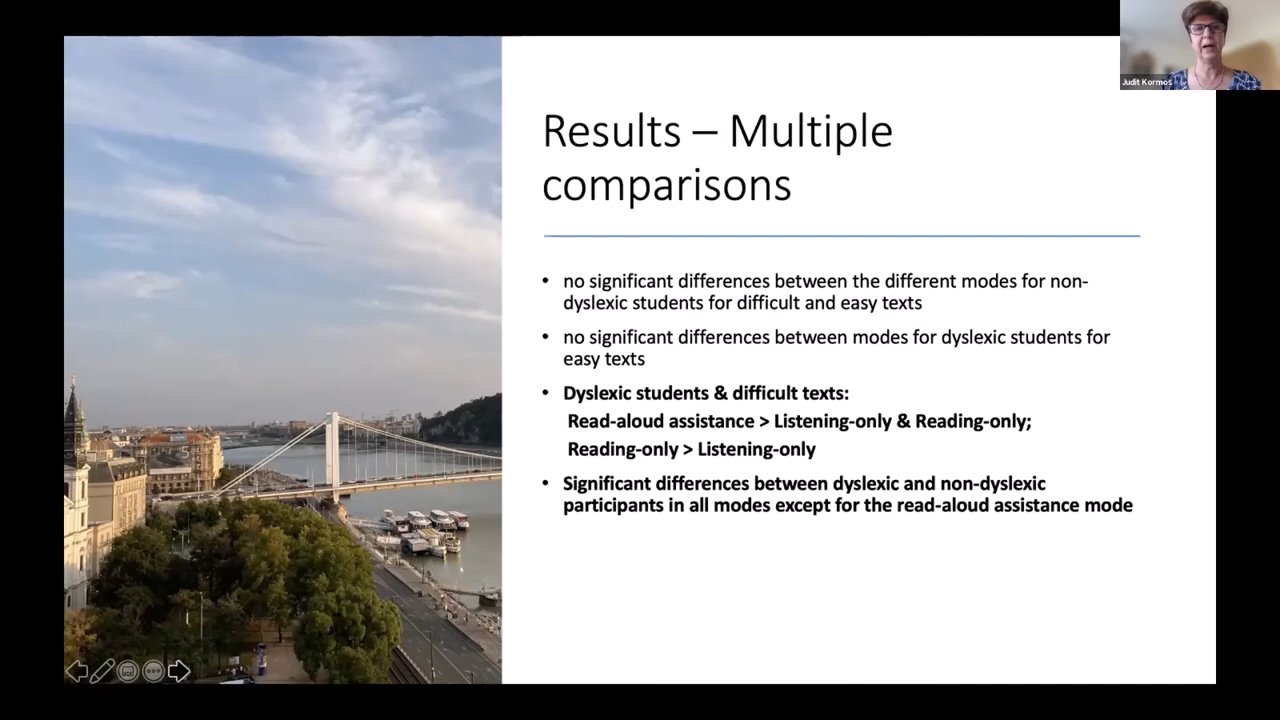 Judit Kormos
Results – Multiple
comparisons
• no significant differences between the different modes for non-
dyslexic students for difficult and easy texts
• no significant differences between modes for dyslexic students for
easy texts
• Dyslexic students & difficult texts:
Read-aloud assistance > Listening-only & Reading-only;
Reading-only > Listening-only
• Significant differences between dyslexic and non-dyslexic
participants in all modes except for the read-aloud assistance mode